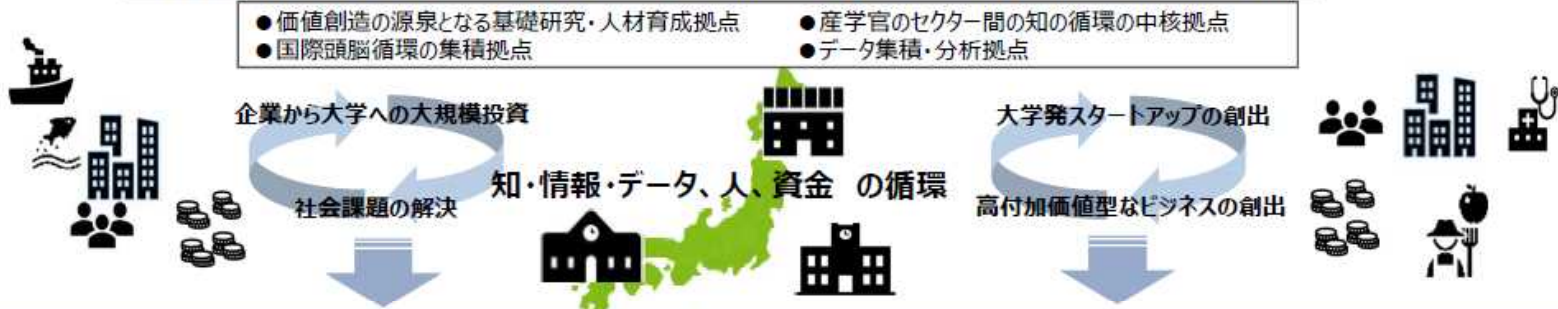 ●価値創造の源泉となる基礎研究・人材育成拠点 ●産学官のセクター間の知の循環の中核拠点
●国際頭脳循環の集積拠点 ●データ集積・分析拠点
企業から大学への大規模投資
大学発スタートアップの創出
知・情報・データ、人、資金 の循環
社会課題の解決
高付加価値型なビジネスの創出